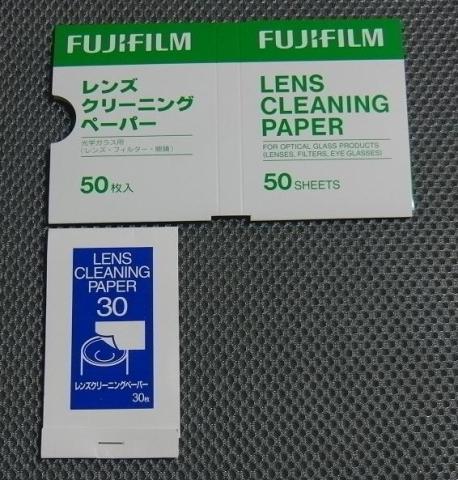 FUJIFILM
レンズ
クリーニング
ペーパー
光学ガラス用
(レンズ・フィルター・眼鏡)
50枚入
FUJIFILM
LENS
CLEANING
PAPER
FOR OPTICAL GLASS PRODUCTS
(LENSES, FILTERS, EYE GLASSES)
50 SHEETS
LENS
CLEANING
PAPER
30
レンズクリーニングペーパー
30枚